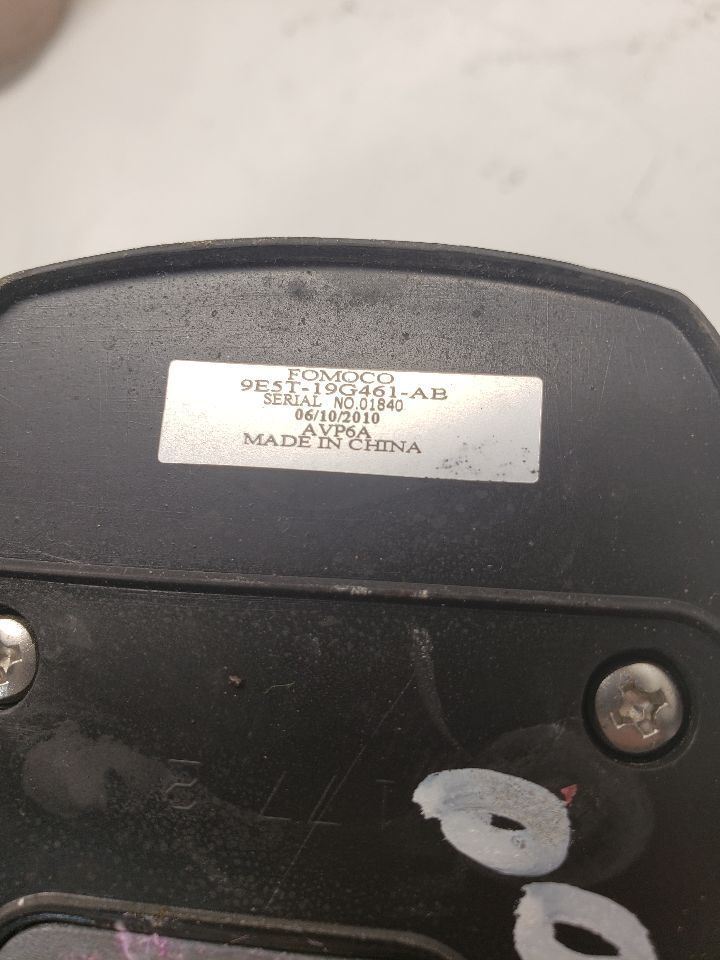 FOMOCO
9E5T-19G461-AB
SERIAL NO.01840
06/10/2010
AVP6A
MADE IN CHINA